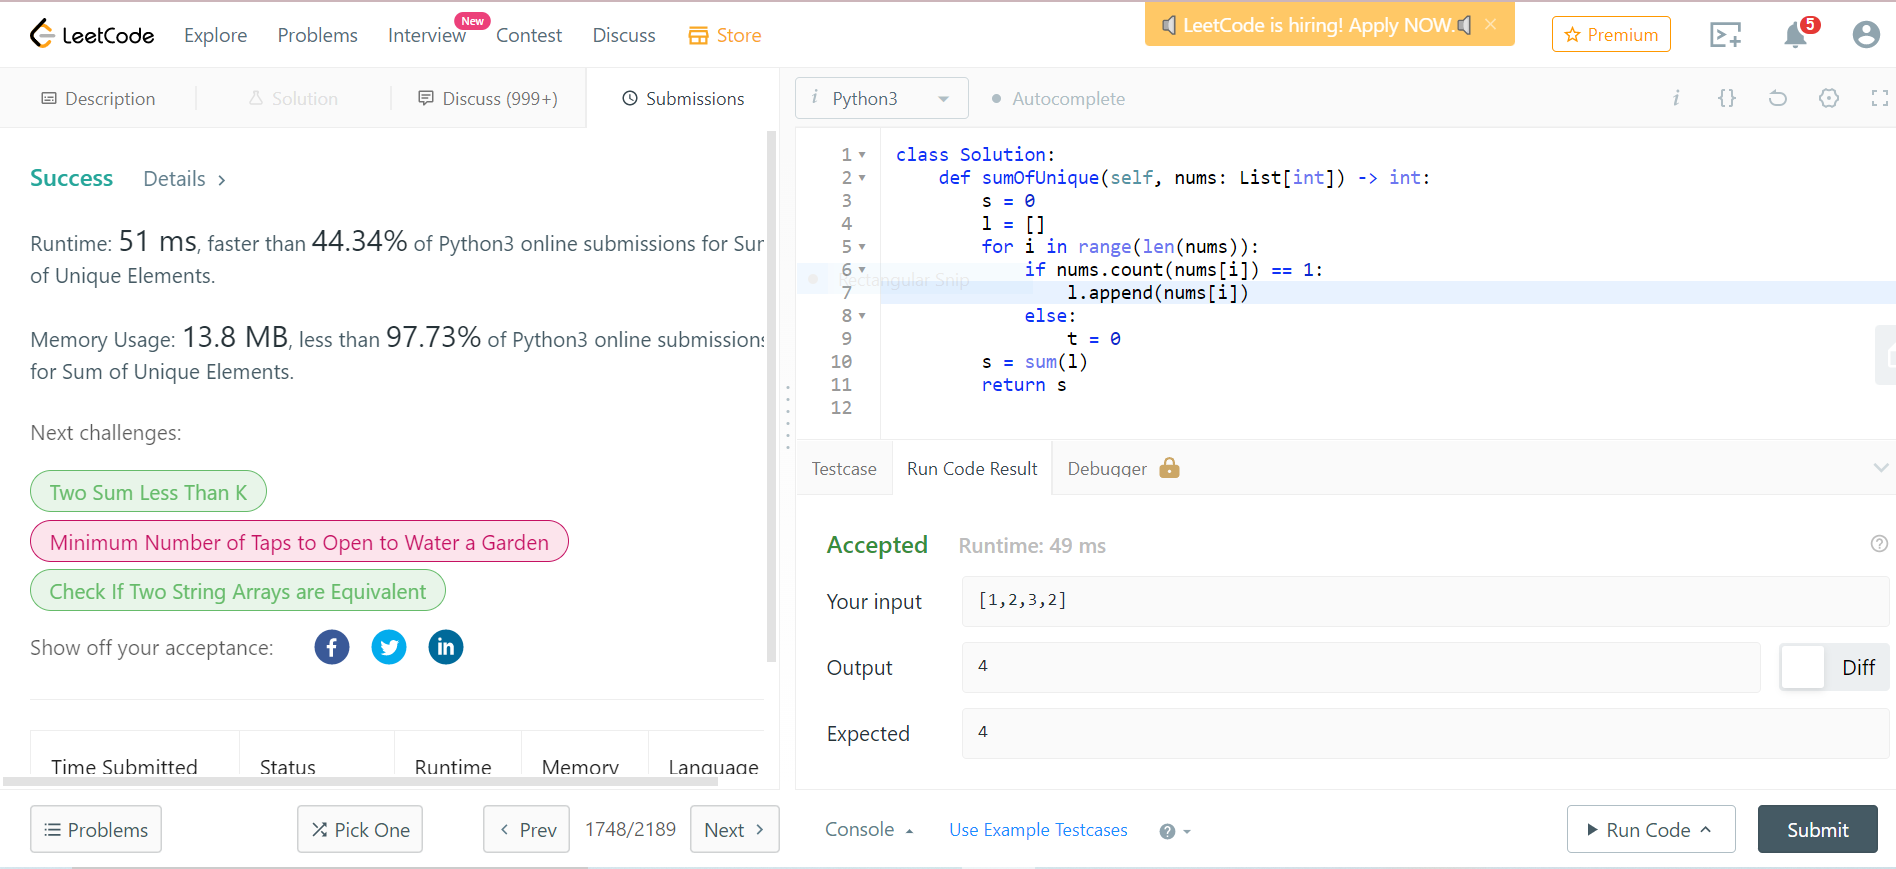 LeetCode Explore Problems Interview New Contest Discuss Store LeetCode is hiring! Apply NOW. Premium 5
Description Solution Discuss (999+) Submissions
Success Details
Runtime: 51 ms, faster than 44.34% of Python3 online submissions for Sur
of Unique Elements.
Memory Usage: 13.8 MB, less than 97.73% of Python3 online submissions
for Sum of Unique Elements.
Next challenges:
Two Sum Less Than K
Minimum Number of Taps to Open to Water a Garden
Check If Two String Arrays are Equivalent
Show off your acceptance:
Time Submitted Status Runtime Memory Language
Problems Pick One Prev 1748/2189 Next
i Python3 Autocomplete
1 class Solution:
2 def sumOfUnique(self, nums: List[int]) -> int:
3 s = 0
4 l = []
5 for i in range(len(nums)):
6 if nums.count(nums[i]) == 1:
Rectangular Snip
7 l.append(nums[i])
8 else:
9 t = 0
10 s = sum(l)
11 return s
12
Testcase Run Code Result Debugger
Accepted Runtime: 49 ms
Your input [1,2,3,2]
Output 4 Diff
Expected 4
Console Use Example Testcases Run Code Submit